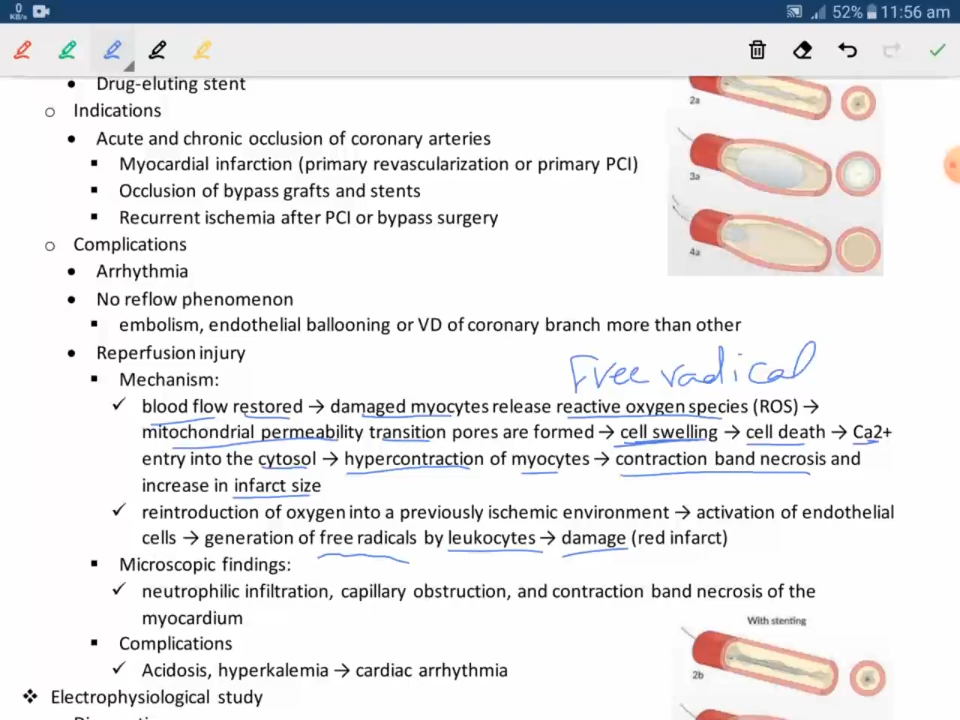 0
KB/s
52%
11:56 am
• Drug-eluting stent
2a
o Indications
• Acute and chronic occlusion of coronary arteries
▪ Myocardial infarction (primary revascularization or primary PCI)
3a
▪ Occlusion of bypass grafts and stents
▪ Recurrent ischemia after PCI or bypass surgery
o Complications
4a
• Arrhythmia
• No reflow phenomenon
▪ embolism, endothelial ballooning or VD of coronary branch more than other
• Reperfusion injury
Free radical
▪ Mechanism:
✓ blood flow restored → damaged myocytes release reactive oxygen species (ROS) →
mitochondrial permeability transition pores are formed → cell swelling → cell death → Ca2+
entry into the cytosol → hypercontraction of myocytes → contraction band necrosis and
increase in infarct size
✓ reintroduction of oxygen into a previously ischemic environment → activation of endothelial
cells → generation of free radicals by leukocytes → damage (red infarct)
▪ Microscopic findings:
✓ neutrophilic infiltration, capillary obstruction, and contraction band necrosis of the
myocardium
With stenting
▪ Complications
✓ Acidosis, hyperkalemia → cardiac arrhythmia
2b
❖ Electrophysiological study